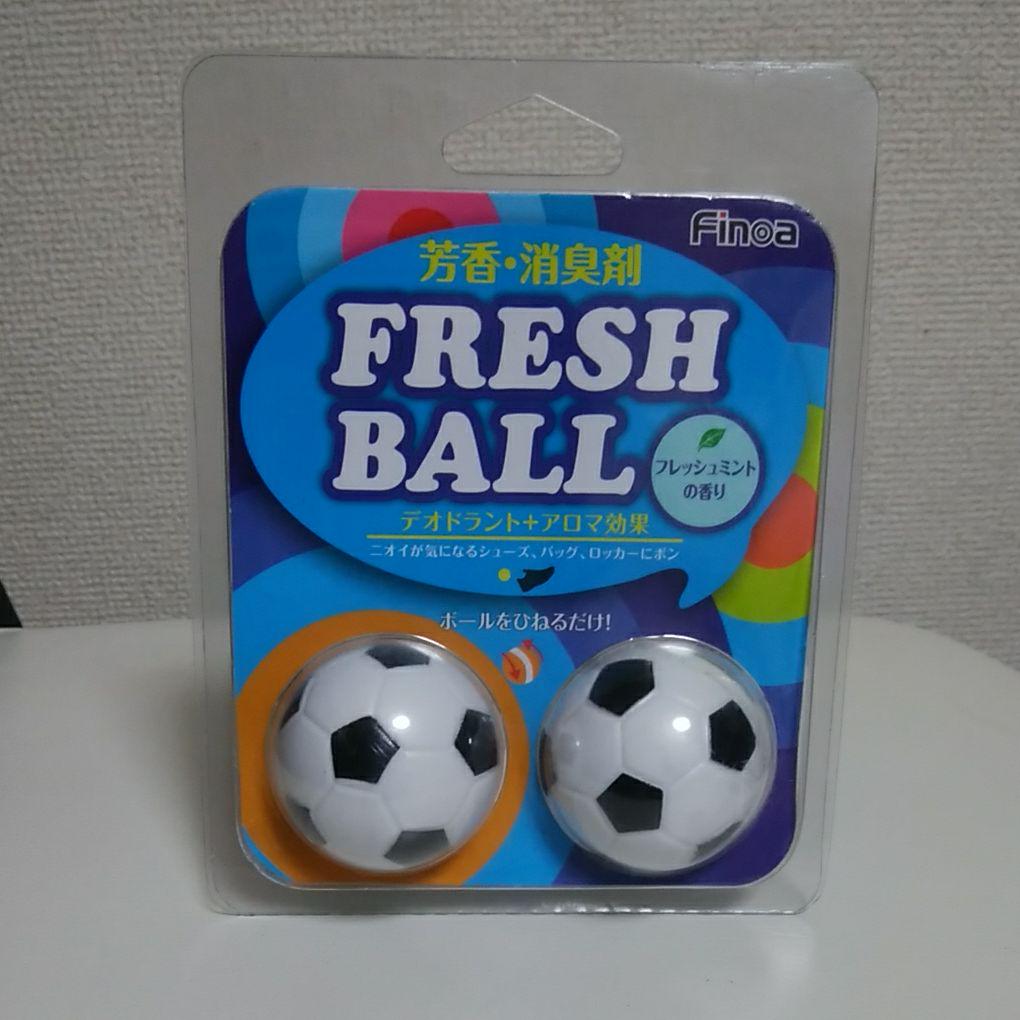 Finoa
芳香・消臭剤
FRESH
BALL
フレッシュミント
の香り
デオドラント+アロマ効果
ニオイが気になるシューズ、バッグ、ロッカーにポン
ボールをひねるだけ!